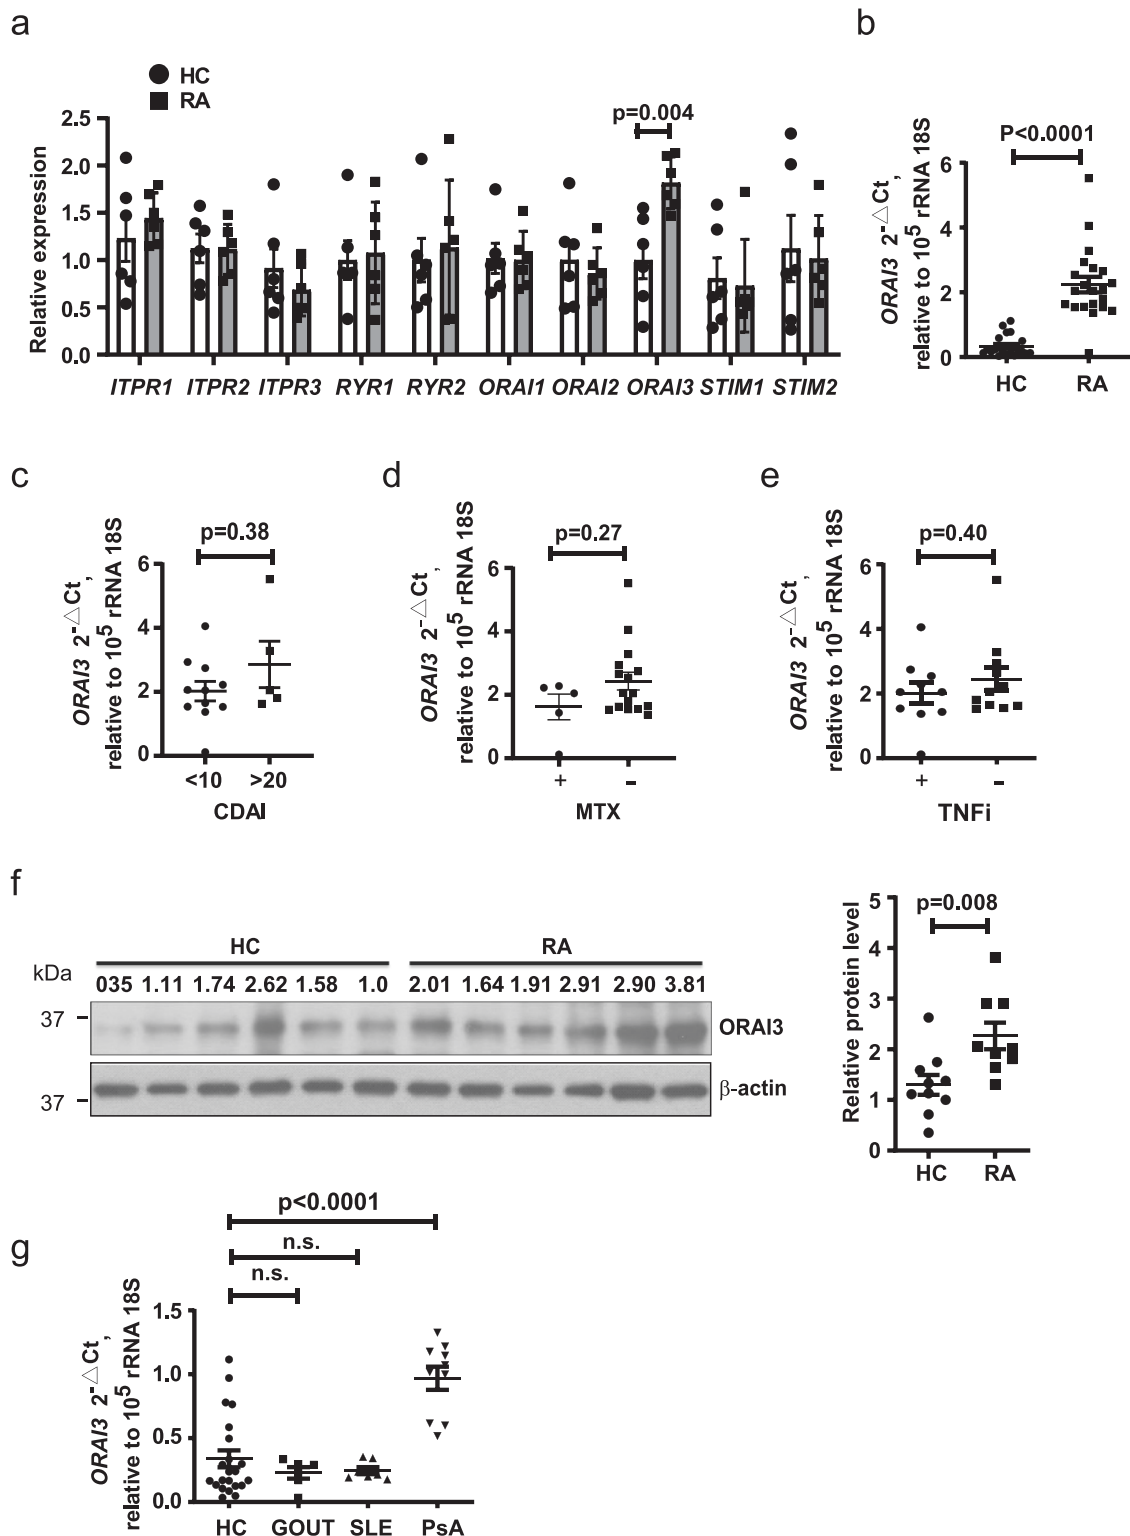 a
HC
RA
p=0.004
Relative expression
2.5
2.0
1.5
1.0
0.5
0.0
ITPR1 ITPR2 ITPR3 RYR1 RYR2 ORAI1 ORAI2 ORAI3 STIM1 STIM2
b
P<0.0001
ORAI3 2-△Ct,
relative to 10⁵ rRNA 18S
6
4
2
0
HC RA
c
p=0.38
ORAI3 2-△Ct,
relative to 10⁵ rRNA 18S
6
4
2
0
<10 >20
CDAI
d
p=0.27
ORAI3 2-△Ct,
relative to 10⁵ rRNA 18S
6
4
2
0
+ -
MTX
e
p=0.40
ORAI3 2-△Ct,
relative to 10⁵ rRNA 18S
6
4
2
0
+ -
TNFi
f
HC RA
kDa
035 1.11 1.74 2.62 1.58 1.0 2.01 1.64 1.91 2.91 2.90 3.81
37
ORAI3
37
β-actin
p=0.008
Relative protein level
5
4
3
2
1
0
HC RA
g
p<0.0001
n.s.
n.s.
ORAI3 2-△Ct,
relative to 10⁵ rRNA 18S
1.5
1.0
0.5
0.0
HC GOUT SLE PsA